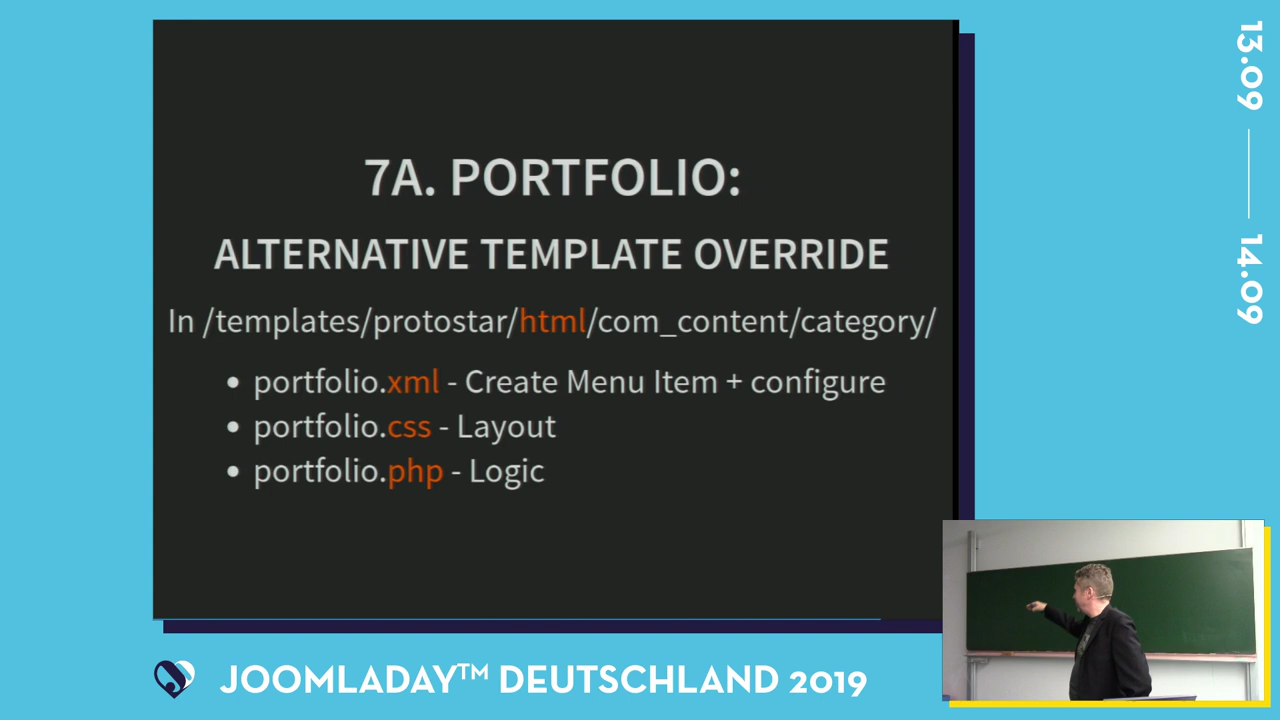 7A. PORTFOLIO:
ALTERNATIVE TEMPLATE OVERRIDE
In /templates/protostar/html/com_content/category/
• portfolio.xml - Create Menu Item + configure
• portfolio.css - Layout
• portfolio.php - Logic
13.09
14.09
JOOMLADAY™ DEUTSCHLAND 2019